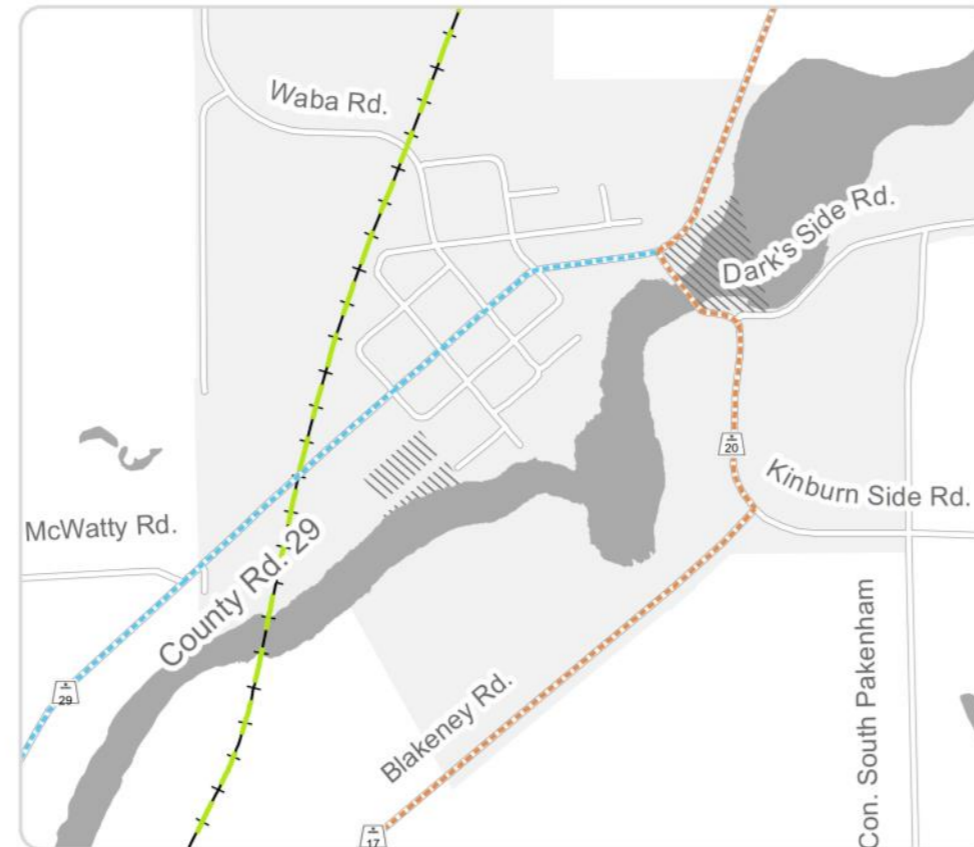 Waba Rd.
Dark's Side Rd.
20
Kinburn Side Rd.
McWatty Rd.
County Rd. 29
29
Blakeney Rd.
Con. South Pakenham
17